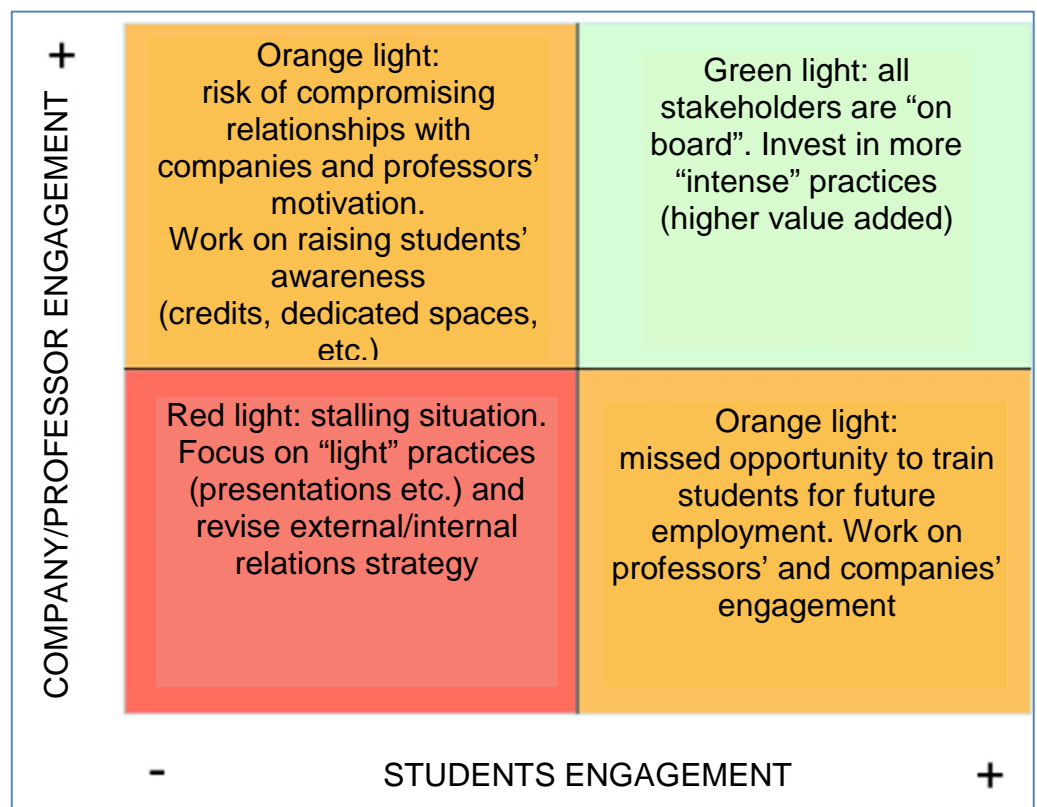 +
COMPANY/PROFESSOR ENGAGEMENT
Orange light:
risk of compromising
relationships with
companies and professors’
motivation.
Work on raising students’
awareness
(credits, dedicated spaces,
etc.)
Green light: all
stakeholders are “on
board”. Invest in more
“intense” practices
(higher value added)
Red light: stalling situation.
Focus on “light” practices
(presentations etc.) and
revise external/internal
relations strategy
Orange light:
missed opportunity to train
students for future
employment. Work on
professors’ and companies’
engagement
-
STUDENTS ENGAGEMENT
+